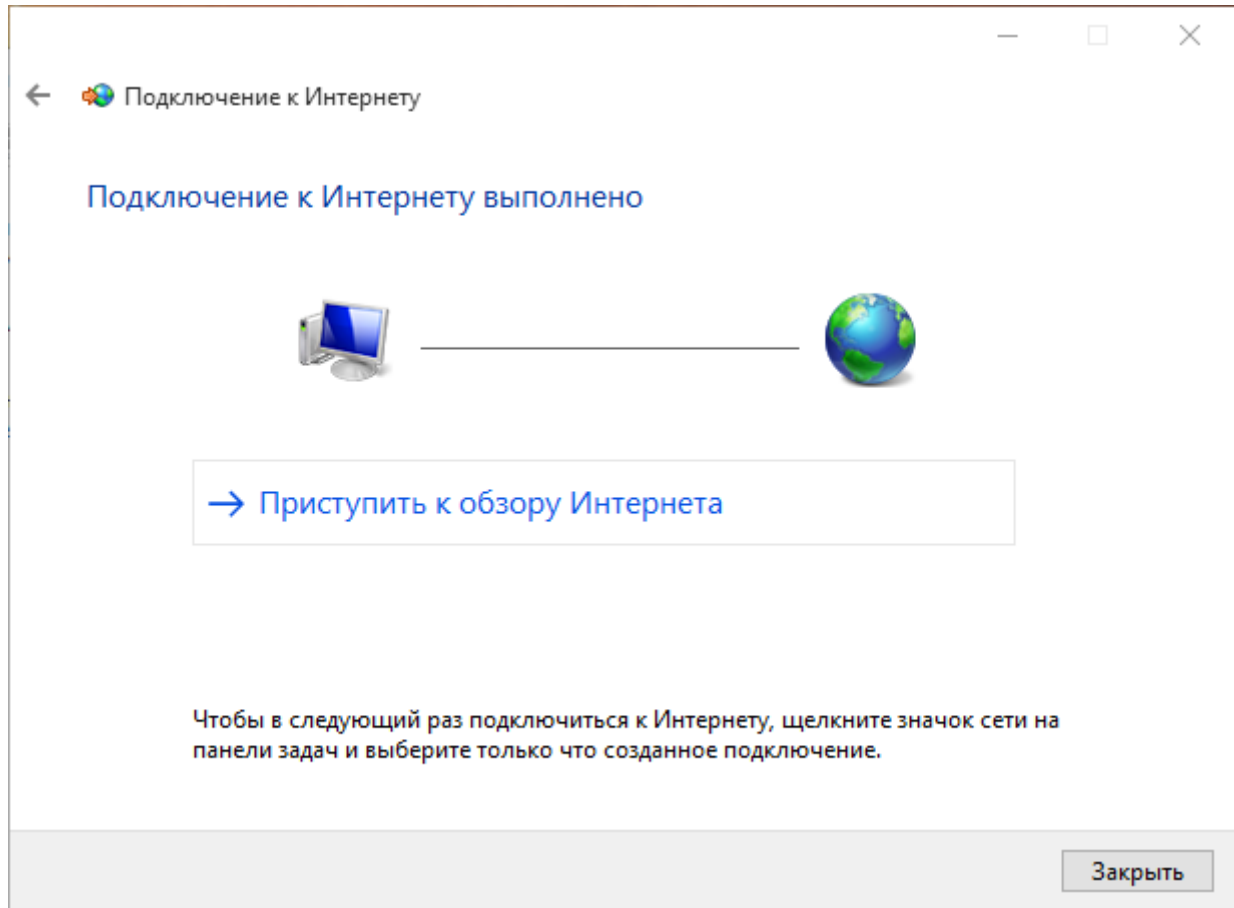 Подключение к Интернету
Подключение к Интернету выполнено
Приступить к обзору Интернета
Чтобы в следующий раз подключиться к Интернету, щелкните значок сети на
панели задач и выберите только что созданное подключение.
Закрыть